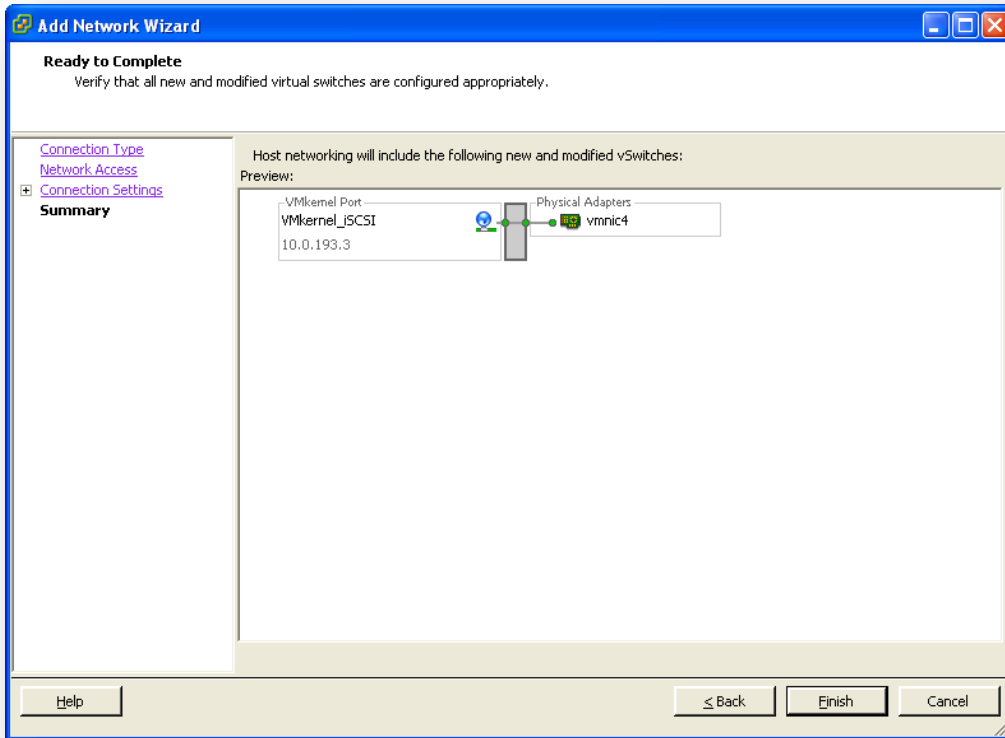 Add Network Wizard
Ready to Complete
Verify that all new and modified virtual switches are configured appropriately.
Connection Type
Network Access
Connection Settings
Summary
Host networking will include the following new and modified vSwitches:
Preview:
VMkernel Port
VMkernel_iSCSI
10.0.193.3
Physical Adapters
vmnic4
Help
< Back
Finish
Cancel